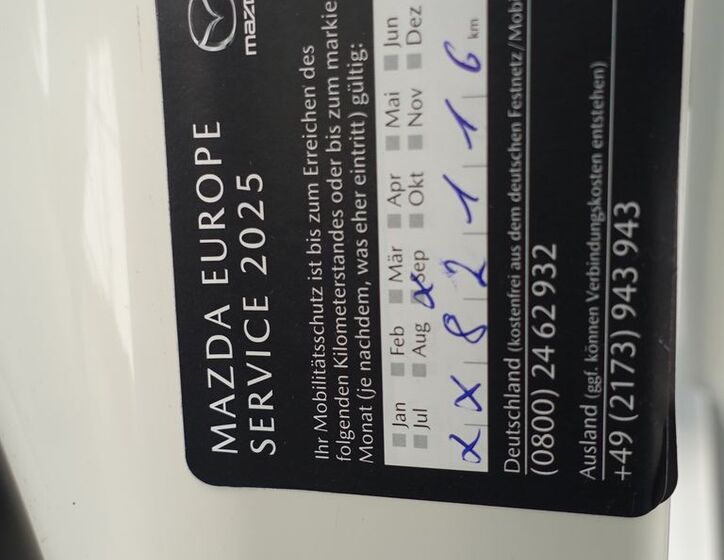 mazd
MAZDA EUROPE
SERVICE 2025
Ihr Mobilitätsschutz ist bis zum Erreichen des
folgenden Kilometerstandes oder bis zum markie
Monat (je nachdem, was eher eintritt) gültig:
Jan Feb Mär Apr Mai Jun
Jul Aug Sep Okt Nov Dez
x x 8 2 1 1 6 km
Deutschland (kostenfrei aus dem deutschen Festnetz/Mobil
(0800) 24 62 932
Ausland (ggf. können Verbindungskosten entstehen)
+49 (2173) 943 943